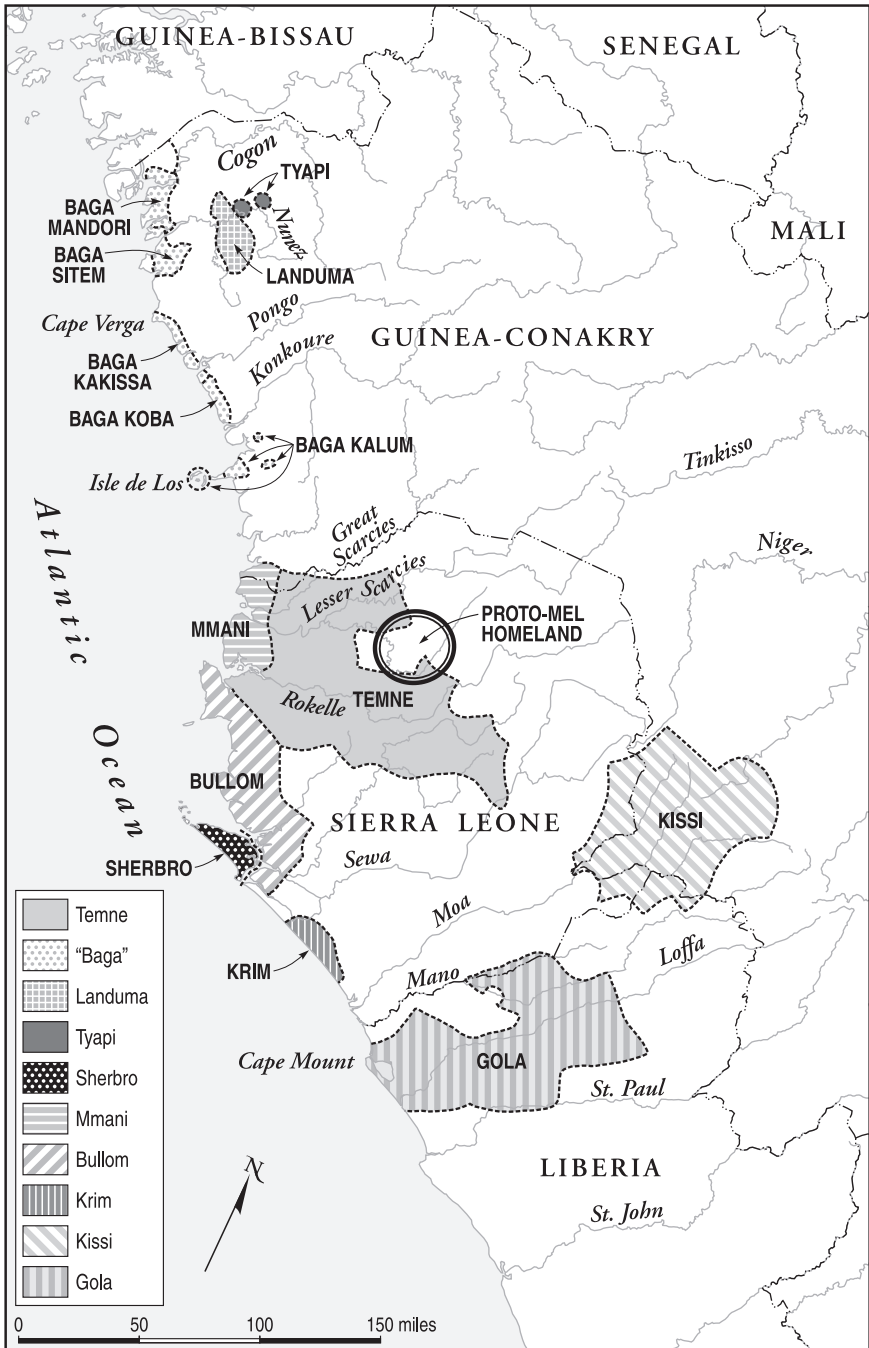 GUINEA-BISSAU
SENEGAL
Cogon
TYAPI
BAGA
MANDORI
Nunez
MALI
BAGA
SITEM
LANDUMA
Cape Verga
Pongo
GUINEA-CONAKRY
BAGA
KAKISSA
Konkoure
BAGA KOBA
BAGA KALUM
Tinkisso
Isle de Los
Great
Scarcies
Niger
Atlantic
Ocean
Lesser Scarcies
PROTO-MEL
HOMELAND
MMANI
Rokelle
TEMNE
BULLOM
SIERRA LEONE
KISSI
SHERBRO
Sewa
Moa
Loffa
KRIM
Mano
Cape Mount
GOLA
St. Paul
LIBERIA
St. John
Temne
"Baga"
Landuma
Tyapi
Sherbro
Mmani
Bullom
Krim
Kissi
Gola
N
0 50 100 150 miles